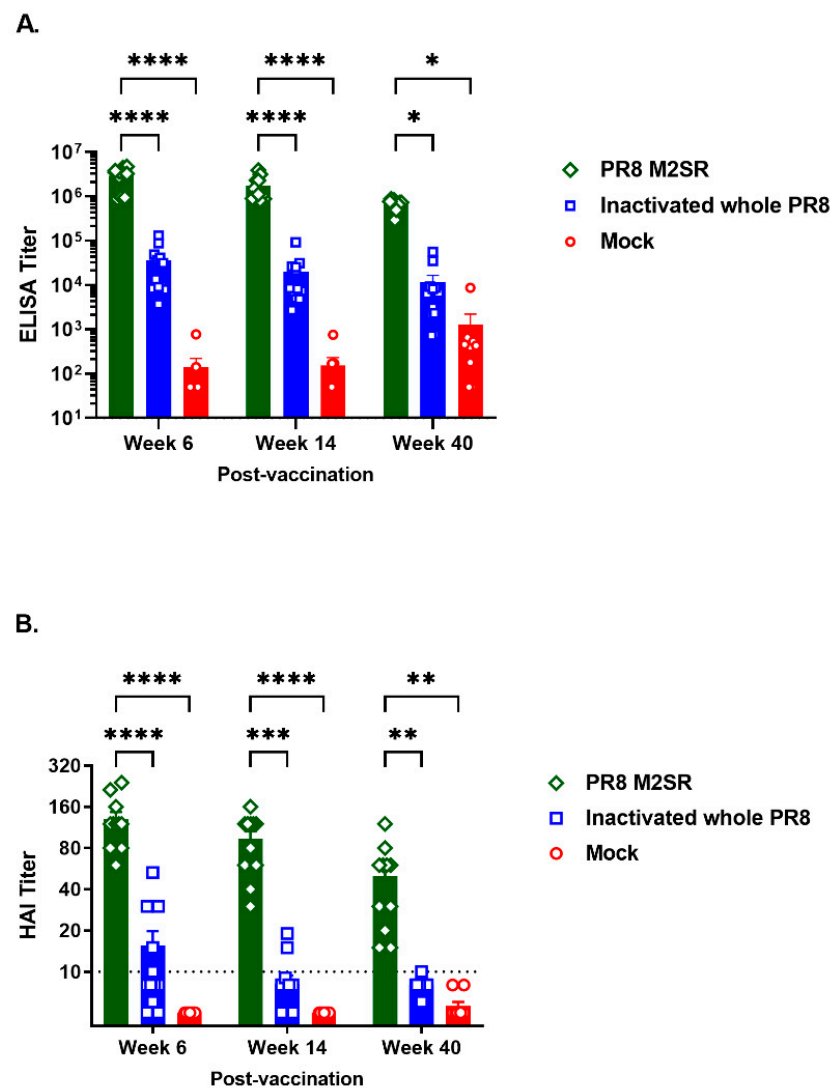 A.
**** **** *
**** **** *
10^7
10^6
10^5
10^4
10^3
10^2
10^1
ELISA Titer
PR8 M2SR
Inactivated whole PR8
Mock
Week 6 Week 14 Week 40
Post-vaccination
B.
**** **** **
**** *** **
320
160
80
40
20
10
HAI Titer
PR8 M2SR
Inactivated whole PR8
Mock
Week 6 Week 14 Week 40
Post-vaccination